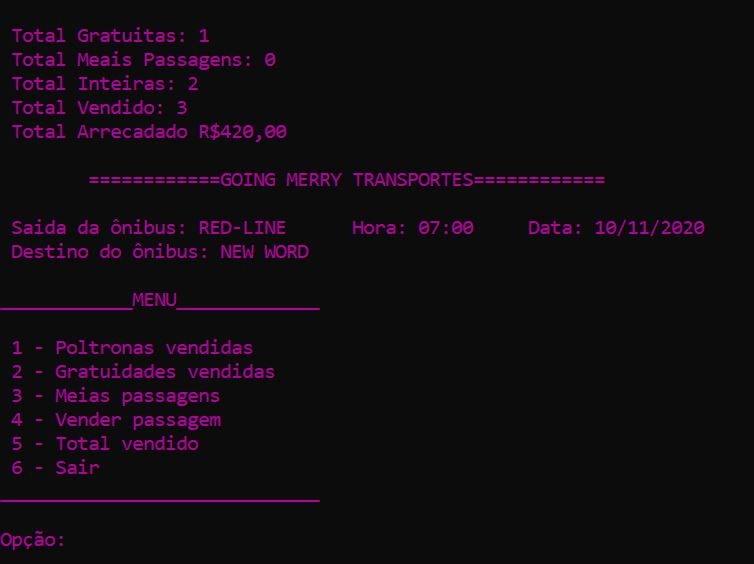 Total Gratuitas: 1
Total Meais Passagens: 0
Total Inteiras: 2
Total Vendido: 3
Total Arrecadado R$420,00
============GOING MERRY TRANSPORTES============
Saida da ônibus: RED-LINE Hora: 07:00 Data: 10/11/2020
Destino do ônibus: NEW WORD
____________MENU_____________
1 - Poltronas vendidas
2 - Gratuidades vendidas
3 - Meias passagens
4 - Vender passagem
5 - Total vendido
6 - Sair
_____________________________
Opção: